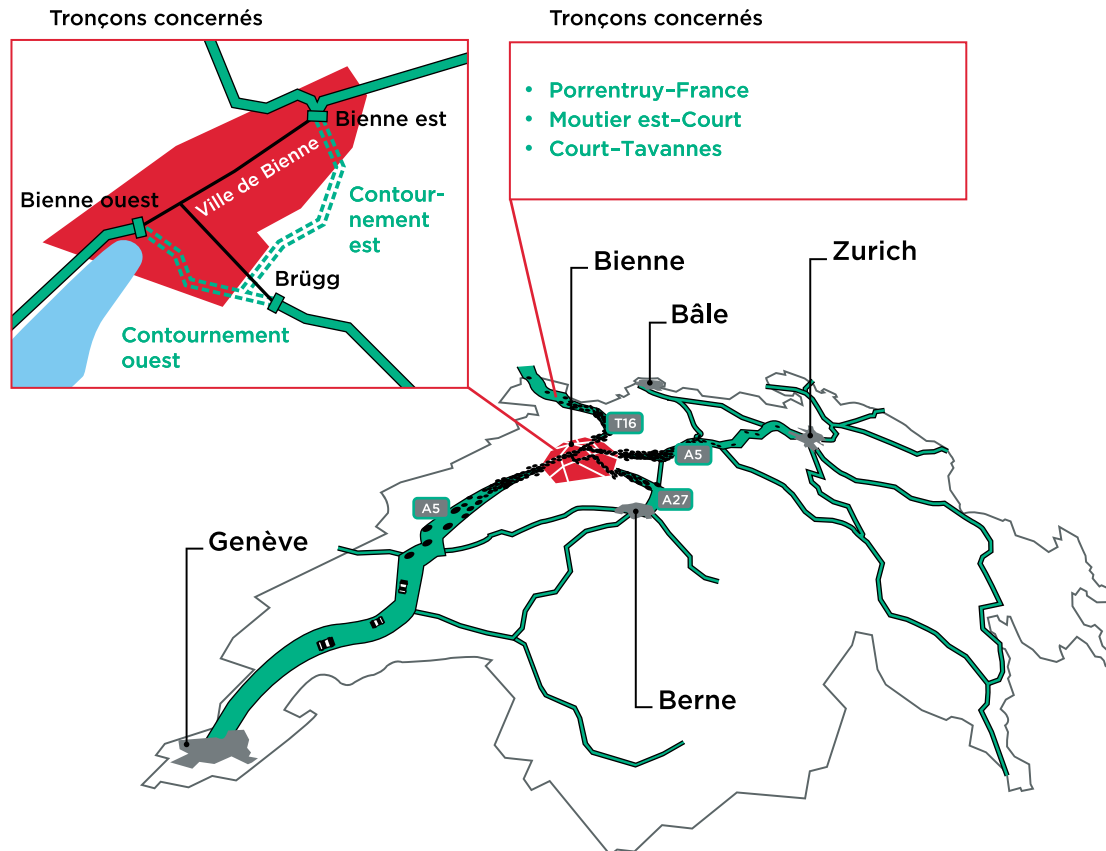 Tronçons concernés
Bienne est
Ville de Bienne
Bienne ouest
Contour-
nement
est
Brügg
Contournement
ouest
Tronçons concernés
• Porrentruy–France
• Moutier est–Court
• Court–Tavannes
Bienne
Zurich
Bâle
T16
A5
A27
A5
Genève
Berne